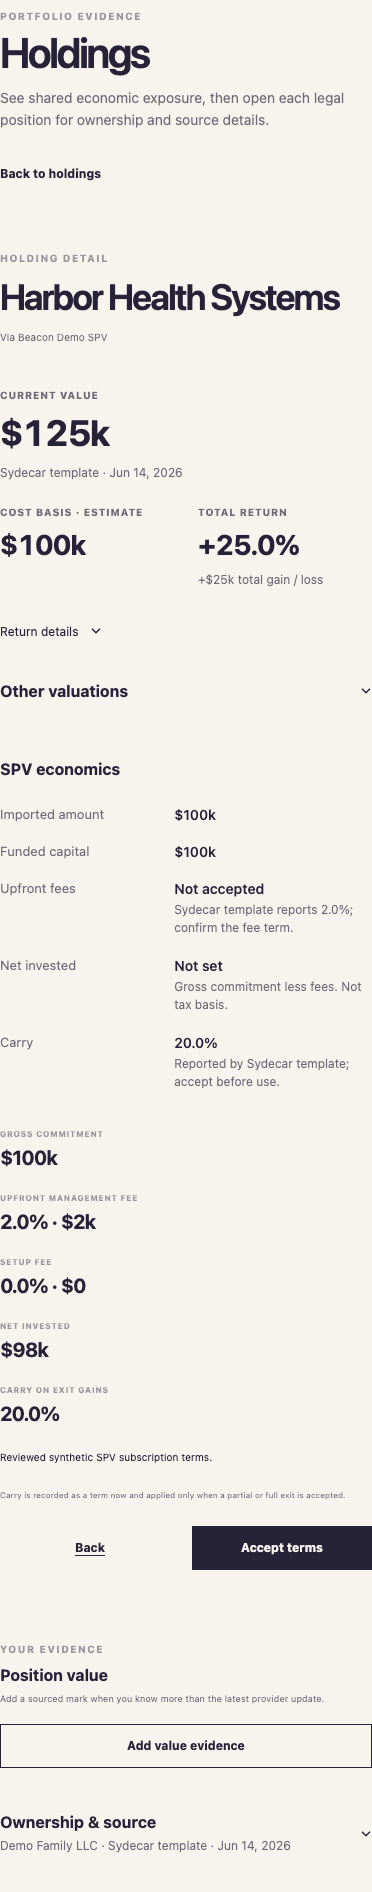 PORTFOLIO EVIDENCE
Holdings
See shared economic exposure, then open each legal
position for ownership and source details.
Back to holdings
HOLDING DETAIL
Harbor Health Systems
Via Beacon Demo SPV
CURRENT VALUE
$125k
Sydecar template · Jun 14, 2026
COST BASIS · ESTIMATE
$100k
TOTAL RETURN
+25.0%
+$25k total gain / loss
Return details
Other valuations
SPV economics
Imported amount
$100k
Funded capital
$100k
Upfront fees
Not accepted
Sydecar template reports 2.0%;
confirm the fee term.
Net invested
Not set
Gross commitment less fees. Not
tax basis.
Carry
20.0%
Reported by Sydecar template;
accept before use.
GROSS COMMITMENT
$100k
UPFRONT MANAGEMENT FEE
2.0% · $2k
SETUP FEE
0.0% · $0
NET INVESTED
$98k
CARRY ON EXIT GAINS
20.0%
Reviewed synthetic SPV subscription terms.
Carry is recorded as a term now and applied only when a partial or full exit is accepted.
Back
Accept terms
YOUR EVIDENCE
Position value
Add a sourced mark when you know more than the latest provider update.
Add value evidence
Ownership & source
Demo Family LLC · Sydecar template · Jun 14, 2026